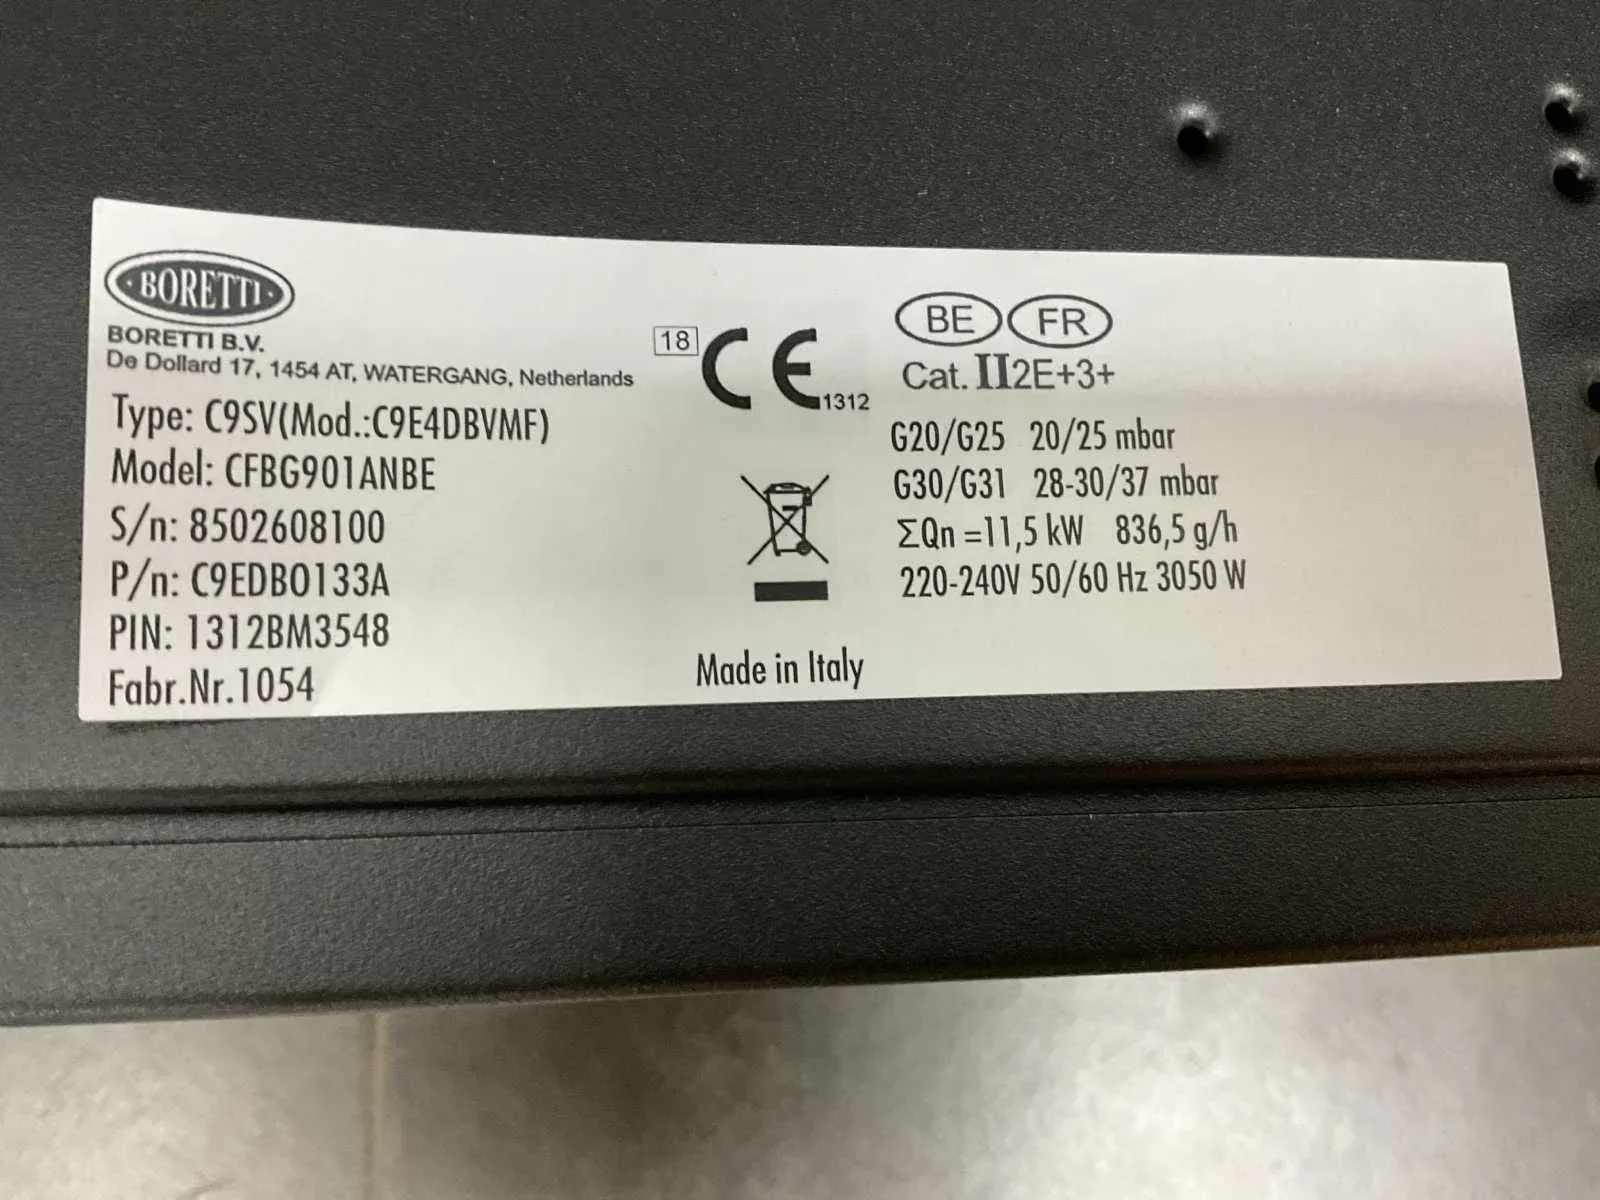 BORETTI
BORETTI B.V.
De Dollard 17, 1454 AT, WATERGANG, Netherlands
Type: C9SV(Mod.:C9E4DBVMF)
Model: CFBG901ANBE
S/n: 8502608100
P/n: C9EDBO133A
PIN: 1312BM3548
Fabr.Nr.1054
18 CE 1312
Made in Italy
BE FR
Cat. II2E+3+
G20/G25 20/25 mbar
G30/G31 28-30/37 mbar
ΣQn =11,5 kW 836,5 g/h
220-240V 50/60 Hz 3050 W